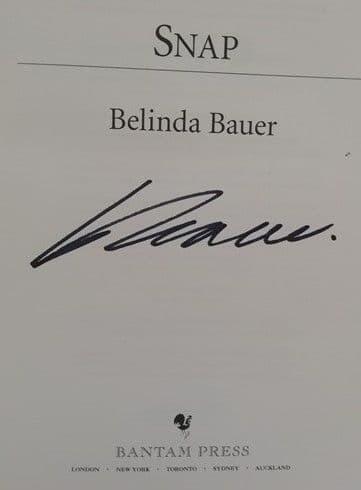 SNAP
Belinda Bauer
BANTAM PRESS
LONDON · NEW YORK · TORONTO · SYDNEY · AUCKLAND